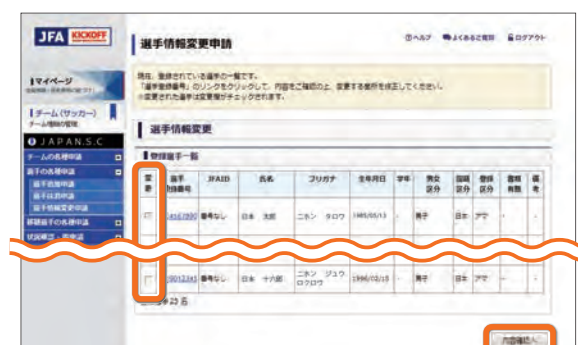 JFA KICKOFF
選手情報変更申請
ヘルプ よくあるご質問 ログアウト
マイページ
現在、登録されている選手の一覧です。
「選手登録番号」のリンクをクリックして、内容をご確認の上、変更する箇所を修正してください。
※変更された選手は変更欄がチェックされます。
チーム(サッカー)
チーム情報の管理
JAPAN.S.C
選手情報変更
チームの各種申請
選手の各種申請
選手追加申請
選手抹消申請
選手情報変更申請
移籍選手の各種申請
登録選手一覧
変更 選手登録番号 JFAID 氏名 フリガナ 生年月日 学年 男女区分 国籍区分 登録区分 書類有無 備考
番号なし 日本 太郎 ニホン タロウ - 男子 日本 アマ - -
番号なし 日本 十六郎 ニホン ジュウロクロウ - 男子 日本 アマ - -
内容確認へ